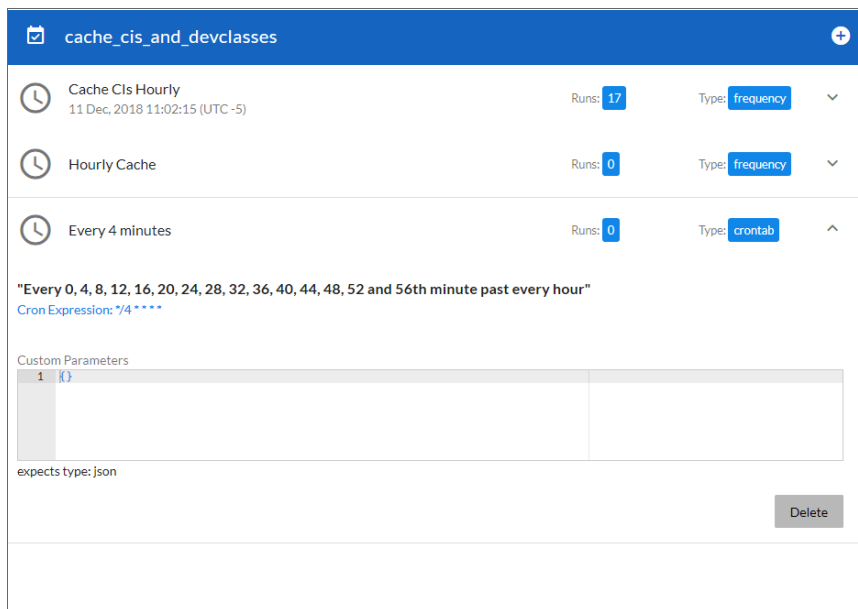 cache_cis_and_devclasses
Cache CIs Hourly
11 Dec, 2018 11:02:15 (UTC -5)
Runs: 17
Type: frequency
Hourly Cache
Runs: 0
Type: frequency
Every 4 minutes
Runs: 0
Type: crontab
"Every 0, 4, 8, 12, 16, 20, 24, 28, 32, 36, 40, 44, 48, 52 and 56th minute past every hour"
Cron Expression: */4 * * * *
Custom Parameters
1 {}
expects type: json
Delete